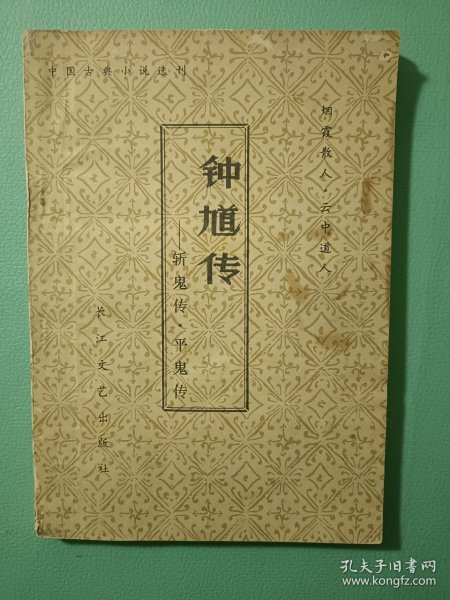 中国古典小说选刊
烟霞散人·云中道人
钟馗传
——斩鬼传·平鬼传
长江文艺出版社
孔夫子旧书网
www.kongfz.com